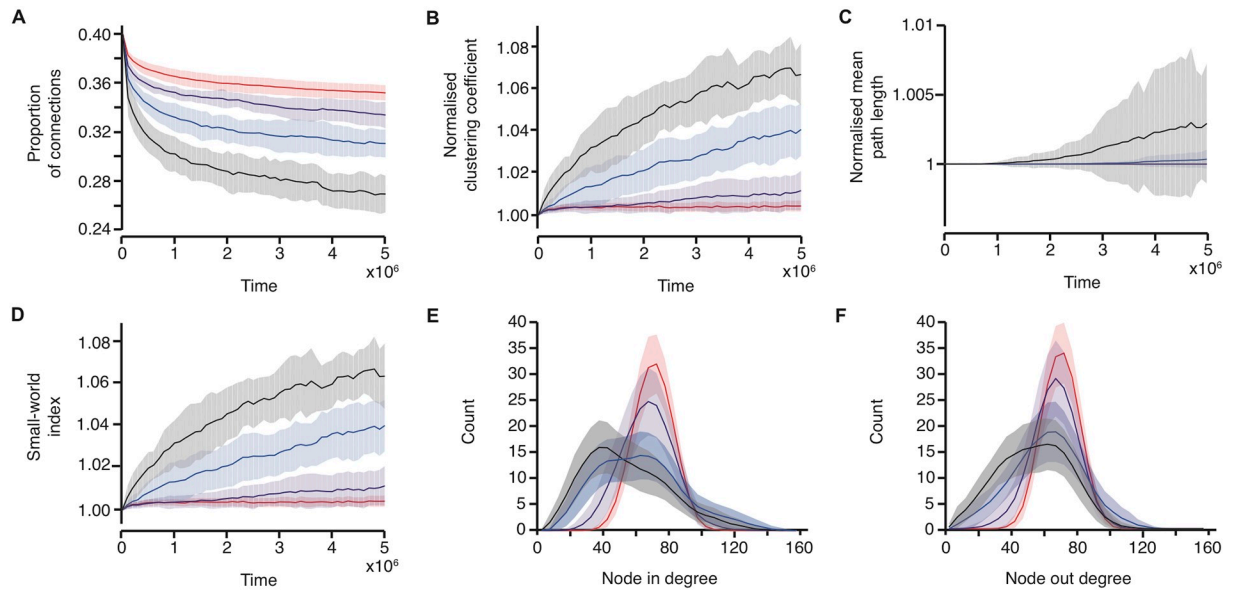 A
Proportion
of connections
0.40
0.36
0.32
0.28
0.24
0 1 2 3 4 5
x10⁶
Time
B
Normalised
clustering coefficient
1.08
1.06
1.04
1.02
1.00
0 1 2 3 4 5
x10⁶
Time
C
Normalised mean
path length
1.01
1.005
1
0 1 2 3 4 5
x10⁶
Time
D
Small-world
index
1.08
1.06
1.04
1.02
1.00
0 1 2 3 4 5
x10⁶
Time
E
Count
40
35
30
25
20
15
10
5
0
0 40 80 120 160
Node in degree
F
Count
40
35
30
25
20
15
10
5
0
0 40 80 120 160
Node out degree